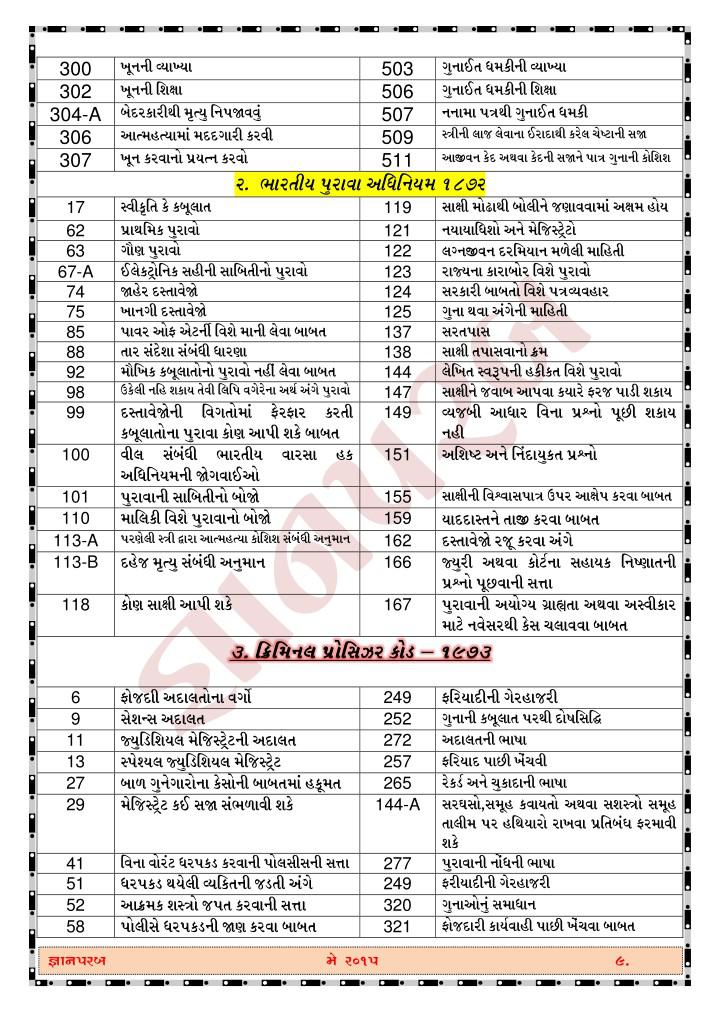 300 ખૂનની વ્યાખ્યા 503 ગુનાઈત ધમકીની વ્યાખ્યા
302 ખૂનની શિક્ષા 506 ગુનાઈત ધમકીની શિક્ષા
304-A બેદરકારીથી મૃત્યુ નિપજાવવું 507 નનામા પત્રથી ગુનાઈત ધમકી
306 આત્મહત્યામાં મદદગારી કરવી 509 સ્ત્રીની લાજ લેવાના ઈરાદાથી કરેલ ચેષ્ટાની સજા
307 ખૂન કરવાનો પ્રયત્ન કરવો 511 આજીવન કેદ અથવા કેદની સજાને પાત્ર ગુનાની કોશિશ
૨. ભારતીય પુરાવા અધિનિયમ ૧૮૭૨
17 સ્વીકૃતિ કે કબૂલાત 119 સાક્ષી મોઢાથી બોલીને જણાવવામાં અક્ષમ હોય
62 પ્રાથમિક પુરાવો 121 નયાયાધિશો અને મેજિસ્ટ્રેટો
63 ગૌણ પુરાવો 122 લગ્નજીવન દરમિયાન મળેલી માહિતી
67-A ઈલેકટ્રોનિક સહીની સાબિતીનો પુરાવો 123 રાજ્યના કારાબોર વિશે પુરાવો
74 જાહેર દસ્તાવેજો 124 સરકારી બાબતો વિશે પત્રવ્યવહાર
75 ખાનગી દસ્તાવેજો 125 ગુના થવા અંગેની માહિતી
85 પાવર ઓફ એટર્ની વિશે માની લેવા બાબત 137 સરતપાસ
88 તાર સંદેશા સંબંધી ધારણા 138 સાક્ષી તપાસવાનો ક્રમ
92 મૌખિક કબૂલાતોનો પુરાવો નહીં લેવા બાબત 144 લેખિત સ્વરૂપની હકીકત વિશે પુરાવો
98 ઉકેલી નહિ શકાય તેવી લિપિ વગેરેના અર્થ અંગે પુરાવો 147 સાક્ષીને જવાબ આપવા કયારે ફરજ પાડી શકાય
99 દસ્તાવેજોની વિગતોમાં ફેરફાર કરતી 149 વ્યજબી આધાર વિના પ્રશ્નો પૂછી શકાય
કબૂલાતોના પુરાવા કોણ આપી શકે બાબત નહી
100 વીલ સંબંધી ભારતીય વારસા હક 151 અશિષ્ટ અને નિંદાયુકત પ્રશ્નો
અધિનિયમની જોગવાઈઓ
101 પુરાવાની સાબિતીનો બોજો 155 સાક્ષીની વિશ્વાસપાત્ર ઉપર આક્ષેપ કરવા બાબત
110 માલિકી વિશે પુરાવાનો બોજો 159 યાદદાસ્તને તાજી કરવા બાબત
113-A પરણેલી સ્ત્રી દ્વારા આત્મહત્યા કોશિશ સંબંધી અનુમાન 162 દસ્તાવેજો રજૂ કરવા અંગે
113-B દહેજ મૃત્યુ સંબંધી અનુમાન 166 જ્યુરી અથવા કોર્ટના સહાયક નિષ્ણાતની
પ્રશ્નો પૂછવાની સત્તા
118 કોણ સાક્ષી આપી શકે 167 પુરાવાની અયોગ્ય ગ્રાહ્યતા અથવા અસ્વીકાર
માટે નવેસરથી કેસ ચલાવવા બાબત
૩. ક્રિમિનલ પ્રોસિઝર કોડ – ૧૯૭૩
6 ફોજદાી અદાલતોના વર્ગો 249 ફરિયાદીની ગેરહાજરી
9 સેશન્સ અદાલત 252 ગુનાની કબૂલાત પરથી દોષસિદ્ધિ
11 જ્યુડિશિયલ મેજિસ્ટ્રેટની અદાલત 272 અદાલતની ભાષા
13 સ્પેશ્યલ જ્યુડિશિયલ મેજિસ્ટ્રેટ 257 ફરિયાદ પાછી ખેંચવી
27 બાળ ગુનેગારોના કેસોની બાબતમાં હકૂમત 265 રેકર્ડ અને ચુકાદાની ભાષા
29 મેજિસ્ટ્રેટ કઈ સજા સંભળાવી શકે 144-A સરઘસો,સમૂહ કવાયતો અથવા સશસ્ત્રો સમૂહ
તાલીમ પર હથિયારો રાખવા પ્રતિબંધ ફરમાવી
શકે
41 વિના વોરંટ ધરપકડ કરવાની પોલસીસની સત્તા 277 પુરાવાની નોંધની ભાષા
51 ધરપકડ થયેલી વ્યકિતની જડતી અંગે 249 ફરીયાદીની ગેરહાજરી
52 આક્રમક શસ્ત્રો જપત કરવાની સત્તા 320 ગુનાઓનું સમાધાન
58 પોલીસે ધરપકડની જાણ કરવા બાબત 321 ફોજદારી કાર્યવાહી પાછી ખેંચવા બાબત
જ્ઞાનપરબ મે ૨૦૧૫ ૯.
જ્ઞાનપરબ